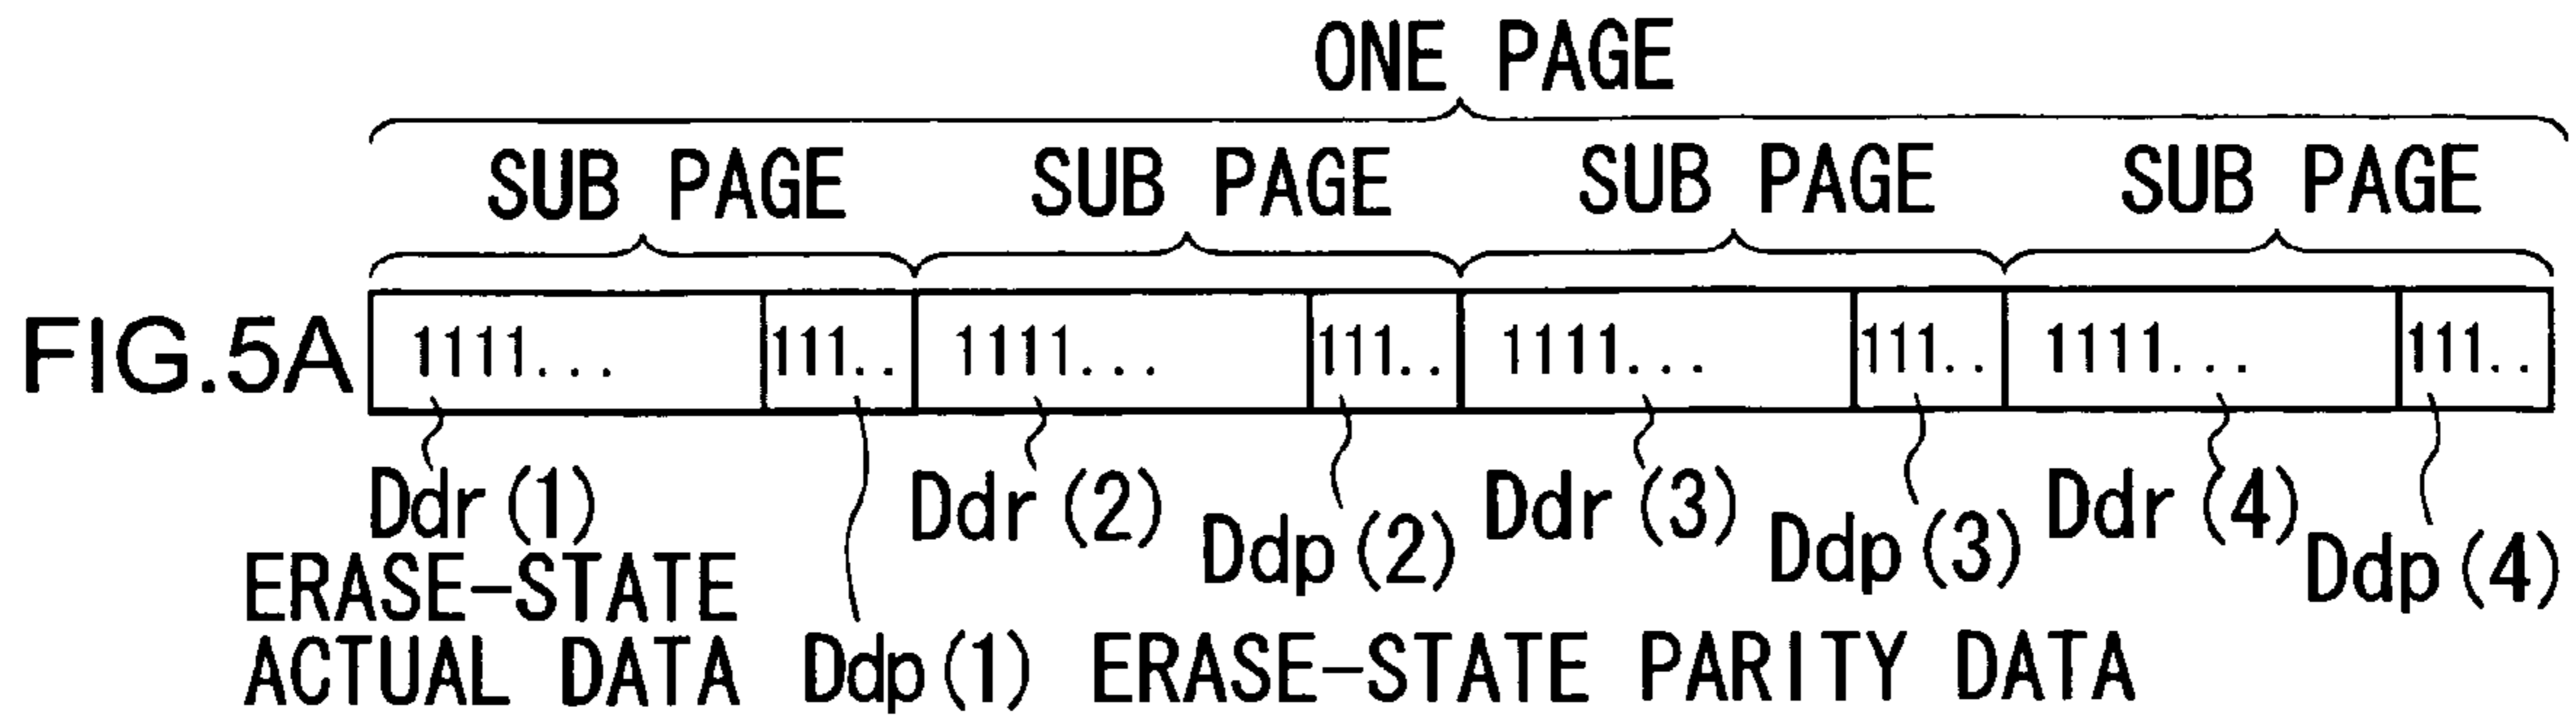 ONE PAGE
SUB PAGE SUB PAGE SUB PAGE SUB PAGE
FIG.5A 1111... 111.. 1111... 111.. 1111... 111.. 1111... 111..
Ddr(1) Ddr(2) Ddr(3) Ddr(4)
Ddp(2) Ddp(3) Ddp(4)
ERASE-STATE
ACTUAL DATA Ddp(1) ERASE-STATE PARITY DATA